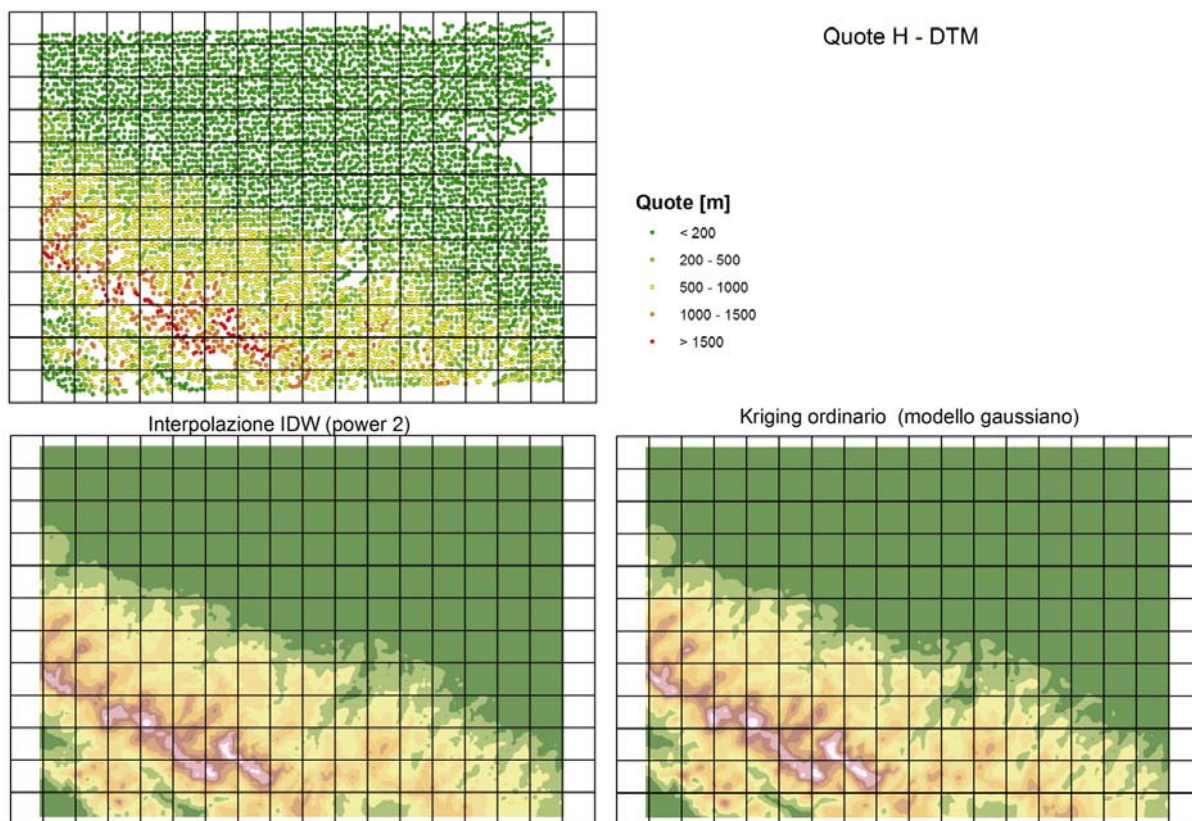 Quote H - DTM
Quote [m]
< 200
200 - 500
500 - 1000
1000 - 1500
> 1500
Interpolazione IDW (power 2)
Kriging ordinario (modello gaussiano)